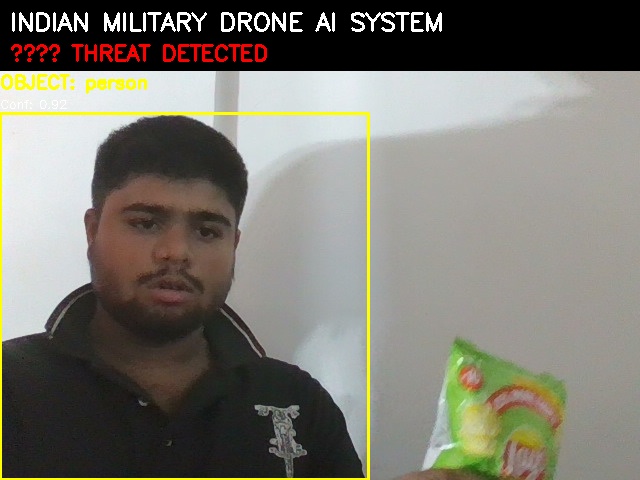 INDIAN MILITARY DRONE AI SYSTEM
???? THREAT DETECTED
OBJECT: person
Conf: 0.92